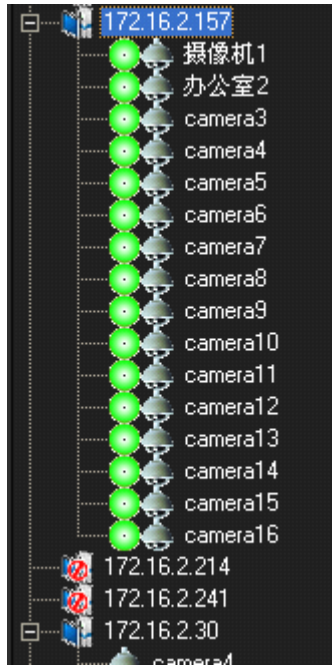 172.16.2.157
摄像机1
办公室2
camera3
camera4
camera5
camera6
camera7
camera8
camera9
camera10
camera11
camera12
camera13
camera14
camera15
camera16
172.16.2.214
172.16.2.241
172.16.2.30
camera4